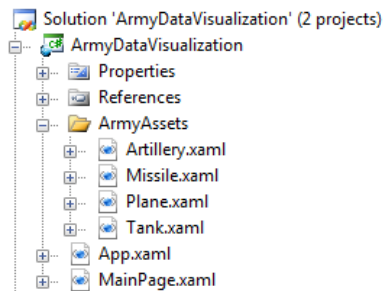 Solution 'ArmyDataVisualization' (2 projects)
ArmyDataVisualization
Properties
References
ArmyAssets
Artillery.xaml
Missile.xaml
Plane.xaml
Tank.xaml
App.xaml
MainPage.xaml